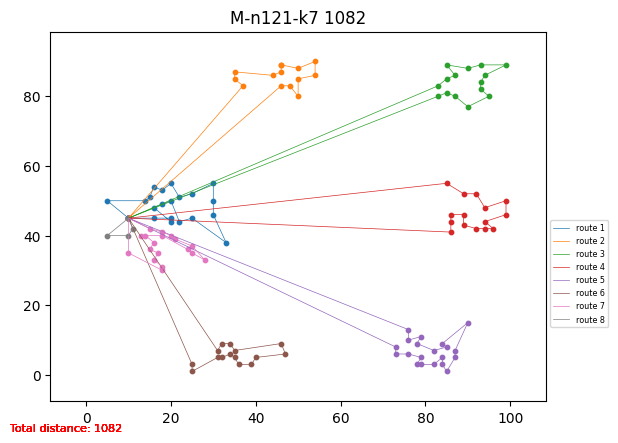 M-n121-k7 1082
80
60
40
20
0
0
20
40
60
80
100
route 1
route 2
route 3
route 4
route 5
route 6
route 7
route 8
Total distance: 1082